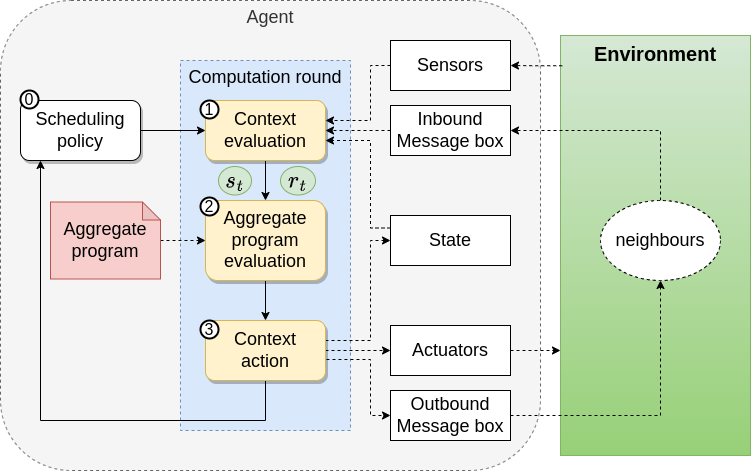 Agent
Computation round
0
Scheduling
policy
1
Context
evaluation
s_t
r_t
Aggregate
program
2
Aggregate
program
evaluation
3
Context
action
Sensors
Inbound
Message box
State
Actuators
Outbound
Message box
Environment
neighbours